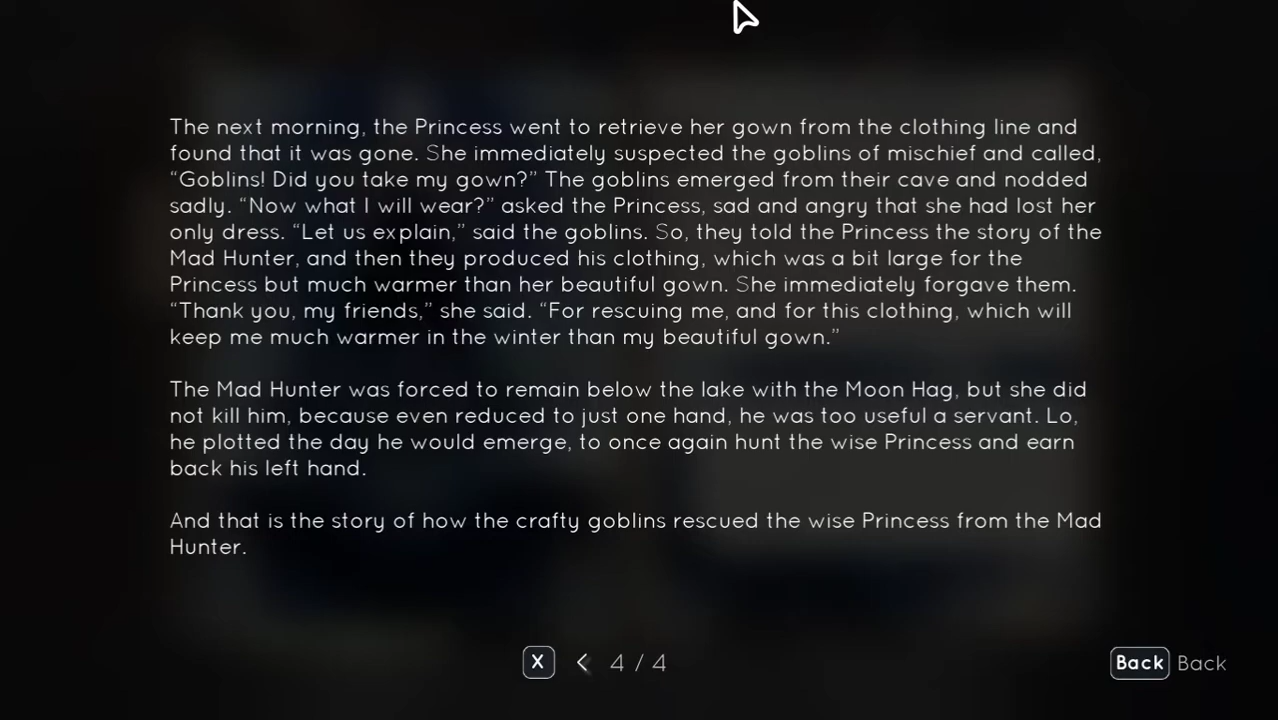 The next morning, the Princess went to retrieve her gown from the clothing line and
found that it was gone. She immediately suspected the goblins of mischief and called,
“Goblins! Did you take my gown?” The goblins emerged from their cave and nodded
sadly. “Now what I will wear?” asked the Princess, sad and angry that she had lost her
only dress. “Let us explain,” said the goblins. So, they told the Princess the story of the
Mad Hunter, and then they produced his clothing, which was a bit large for the
Princess but much warmer than her beautiful gown. She immediately forgave them.
“Thank you, my friends,” she said. “For rescuing me, and for this clothing, which will
keep me much warmer in the winter than my beautiful gown.”
The Mad Hunter was forced to remain below the lake with the Moon Hag, but she did
not kill him, because even reduced to just one hand, he was too useful a servant. Lo,
he plotted the day he would emerge, to once again hunt the wise Princess and earn
back his left hand.
And that is the story of how the crafty goblins rescued the wise Princess from the Mad
Hunter.
X < 4 / 4
Back Back